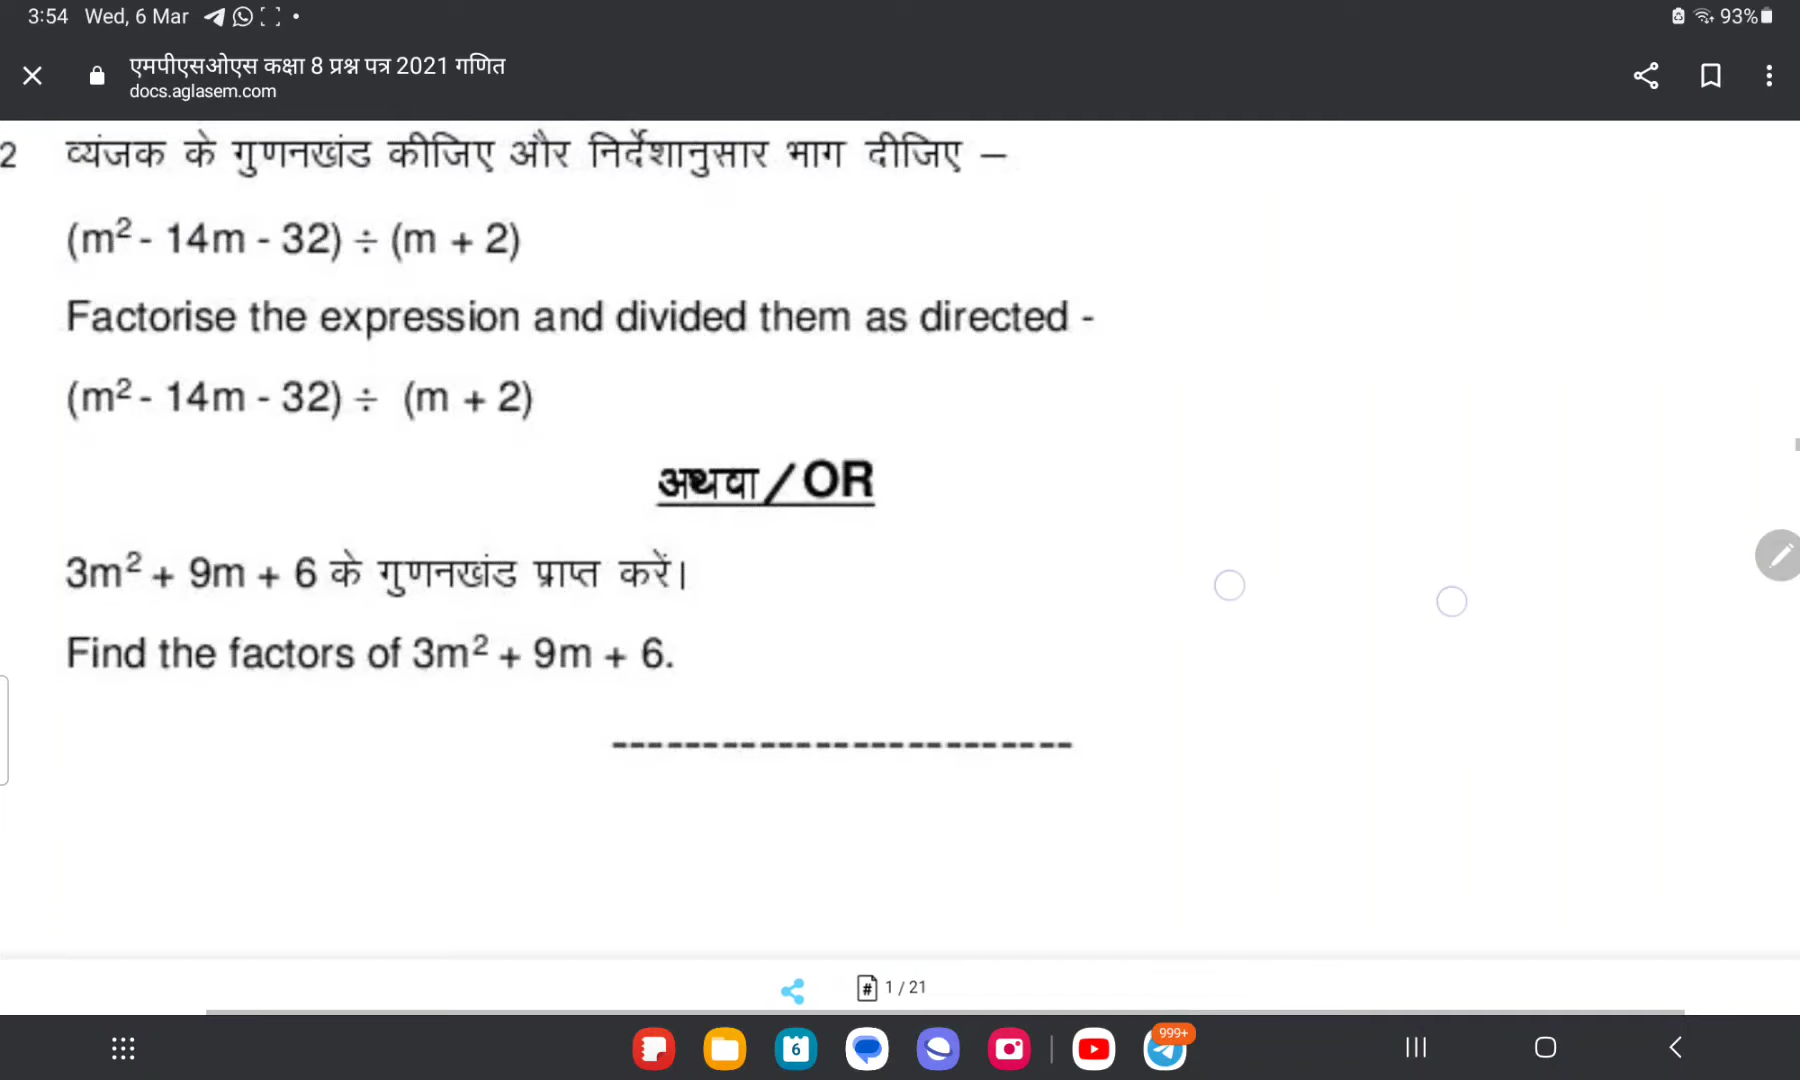 3:54 Wed, 6 Mar
93%
एमपीएसओएस कक्षा 8 प्रश्न पत्र 2021 गणित
docs.aglasem.com
2 व्यंजक के गुणनखंड कीजिए और निर्देशानुसार भाग दीजिए –
(m² - 14m - 32) ÷ (m + 2)
Factorise the expression and divided them as directed -
(m² - 14m - 32) ÷ (m + 2)
अथवा / OR
3m² + 9m + 6 के गुणनखंड प्राप्त करें।
Find the factors of 3m² + 9m + 6.
-------------------------
# 1 / 21
6
999+